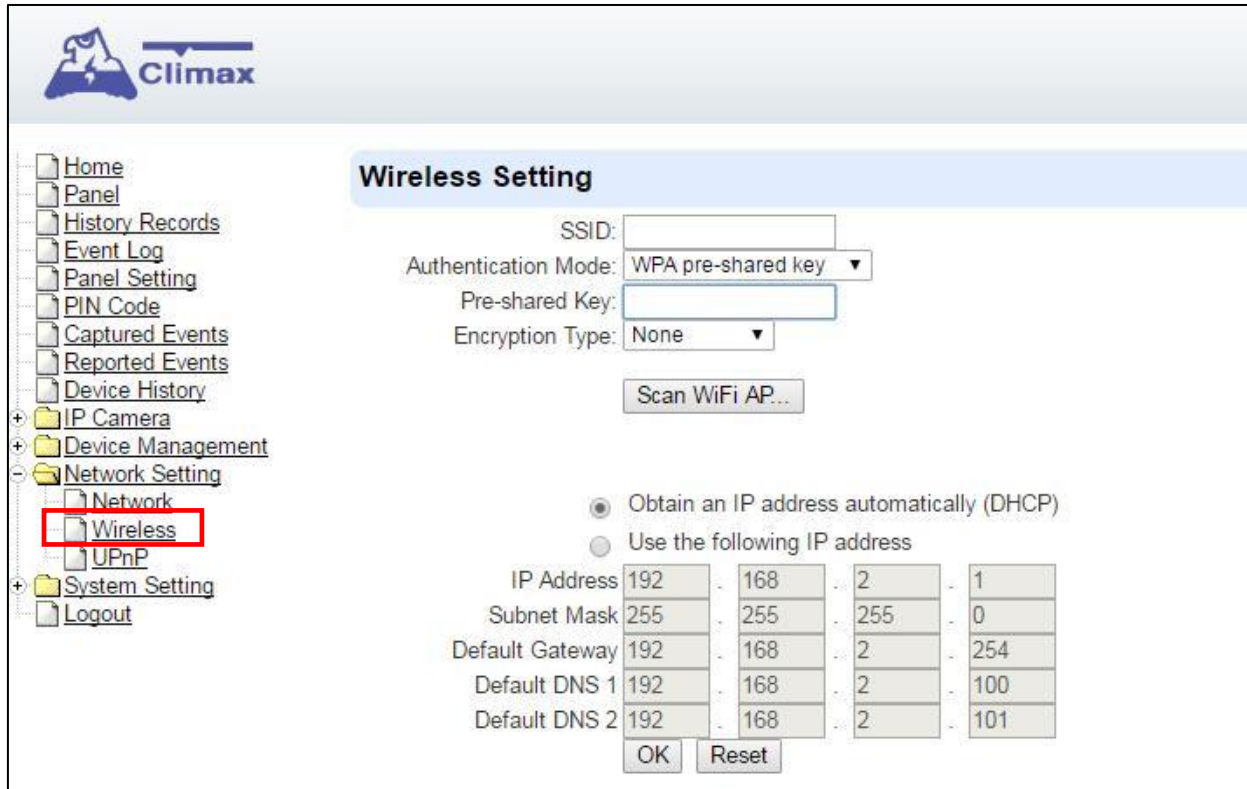 Climax
Home
Panel
History Records
Event Log
Panel Setting
PIN Code
Captured Events
Reported Events
Device History
IP Camera
Device Management
Network Setting
Network
Wireless
UPnP
System Setting
Logout
Wireless Setting
SSID:
Authentication Mode: WPA pre-shared key
Pre-shared Key:
Encryption Type: None
Scan WiFi AP...
Obtain an IP address automatically (DHCP)
Use the following IP address
IP Address 192 . 168 . 2 . 1
Subnet Mask 255 . 255 . 255 . 0
Default Gateway 192 . 168 . 2 . 254
Default DNS 1 192 . 168 . 2 . 100
Default DNS 2 192 . 168 . 2 . 101
OK Reset